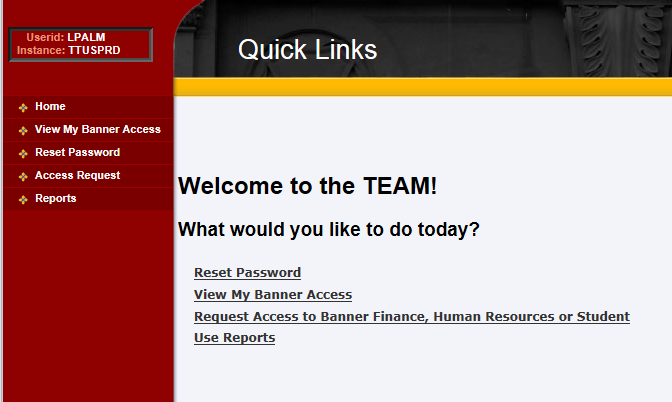 Userid: LPALM
Instance: TTUSPRD
Quick Links
Home
View My Banner Access
Reset Password
Access Request
Reports
Welcome to the TEAM!
What would you like to do today?
Reset Password
View My Banner Access
Request Access to Banner Finance, Human Resources or Student
Use Reports